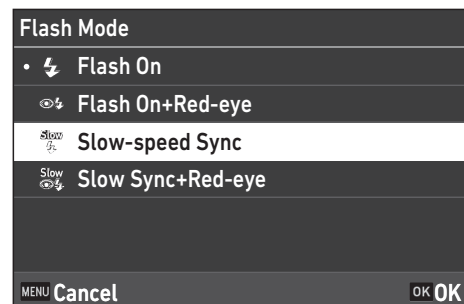 Flash Mode
• Flash On
Flash On+Red-eye
Slow Slow-speed Sync
Slow Slow Sync+Red-eye
MENU Cancel OK OK